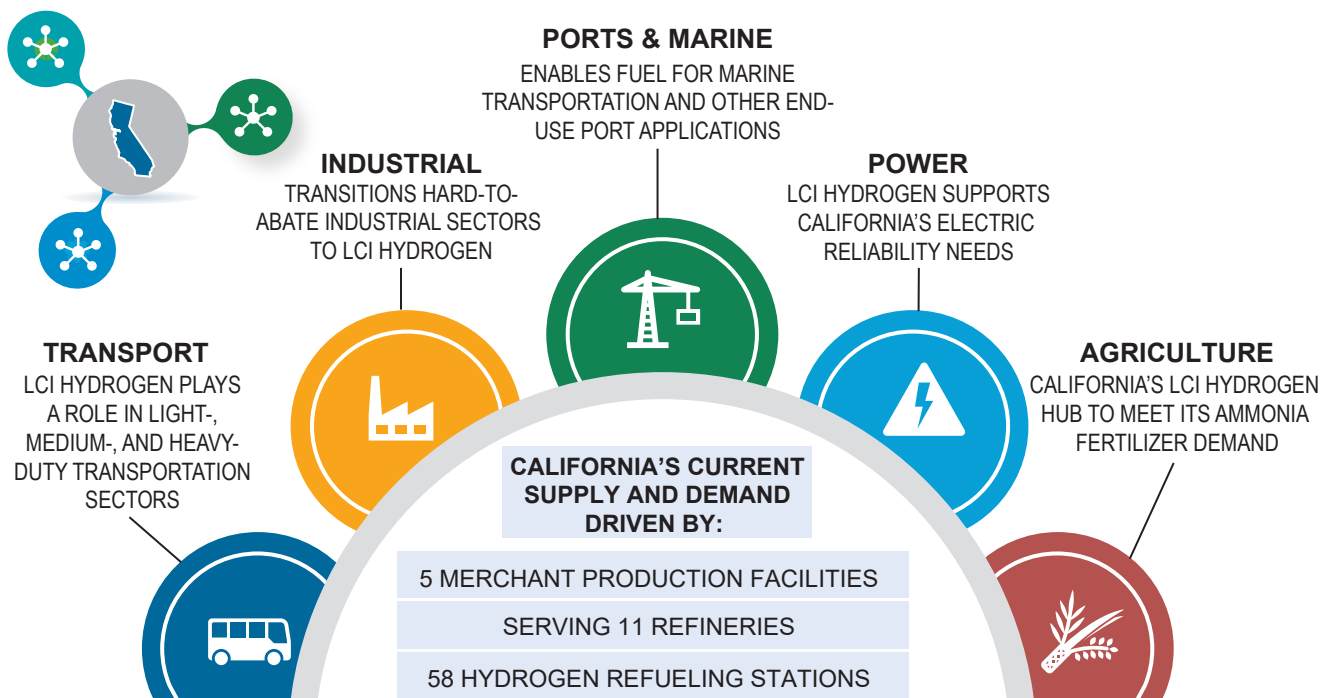 PORTS & MARINE
ENABLES FUEL FOR MARINE
TRANSPORTATION AND OTHER END-
USE PORT APPLICATIONS
INDUSTRIAL
TRANSITIONS HARD-TO-
ABATE INDUSTRIAL SECTORS
TO LCI HYDROGEN
POWER
LCI HYDROGEN SUPPORTS
CALIFORNIA'S ELECTRIC
RELIABILITY NEEDS
TRANSPORT
LCI HYDROGEN PLAYS
A ROLE IN LIGHT-,
MEDIUM-, AND HEAVY-
DUTY TRANSPORTATION
SECTORS
AGRICULTURE
CALIFORNIA'S LCI HYDROGEN
HUB TO MEET ITS AMMONIA
FERTILIZER DEMAND
CALIFORNIA'S CURRENT
SUPPLY AND DEMAND
DRIVEN BY:
5 MERCHANT PRODUCTION FACILITIES
SERVING 11 REFINERIES
58 HYDROGEN REFUELING STATIONS